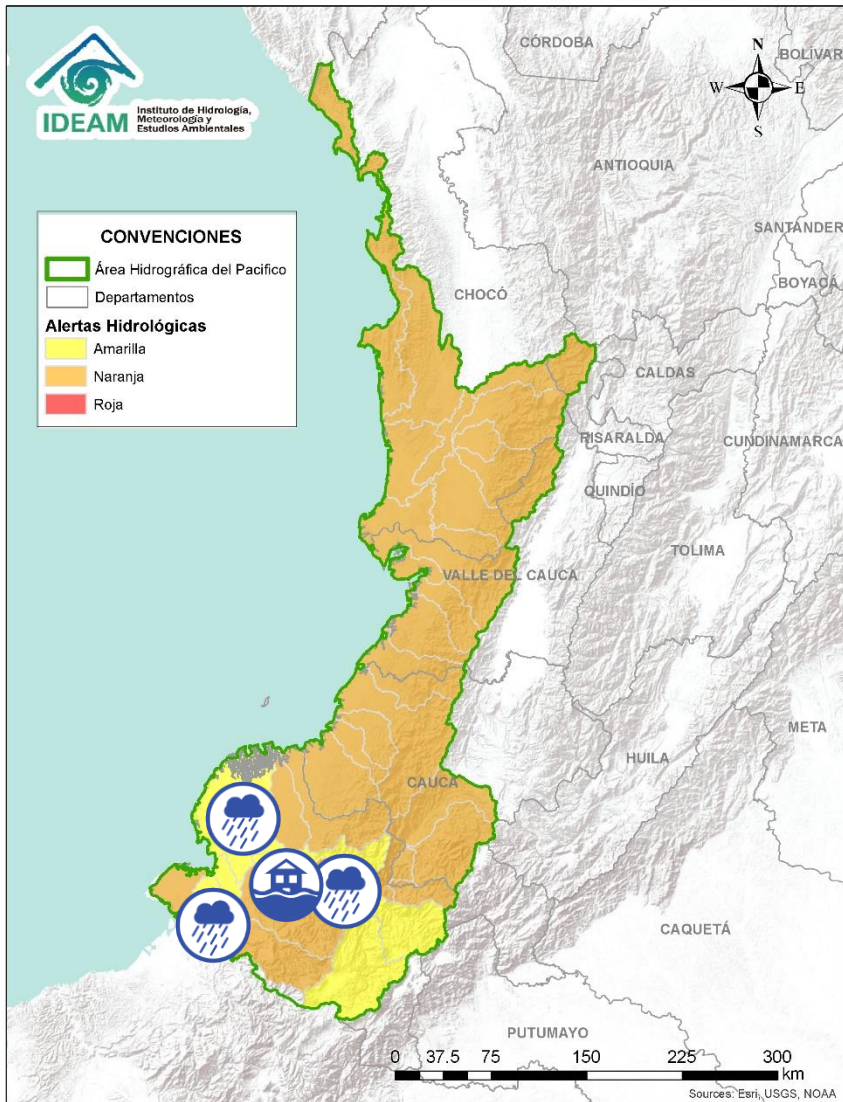 IDEAM
Instituto de Hidrología,
Meteorología y
Estudios Ambientales
CONVENCIONES
Área Hidrográfica del Pacifico
Departamentos
Alertas Hidrológicas
Amarilla
Naranja
Roja
N
W
E
S
CÓRDOBA
BOLÍVAR
ANTIOQUIA
SANTANDER
BOYACÁ
CHOCÓ
CALDAS
RISARALDA
CUNDINAMARCA
QUINDÍO
TOLIMA
VALLE DEL CAUCA
META
HUILA
CAUCA
CAQUETÁ
PUTUMAYO
0 37.5 75 150 225 300
km
Sources: Esri, USGS, NOAA